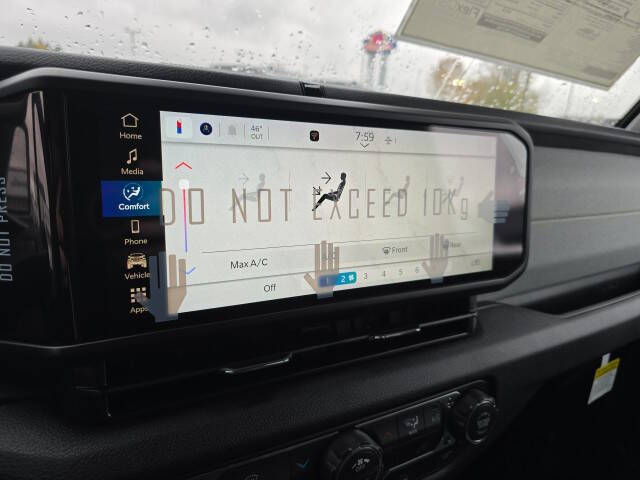 Home
46°
OUT
7:59
Media
Comfort
DO NOT EXCEED 10Kg
Phone
Vehicle
Max A/C
Front
Rear
Off
2 3 4 5 6
Apps
DO NOT PRESS
OFF